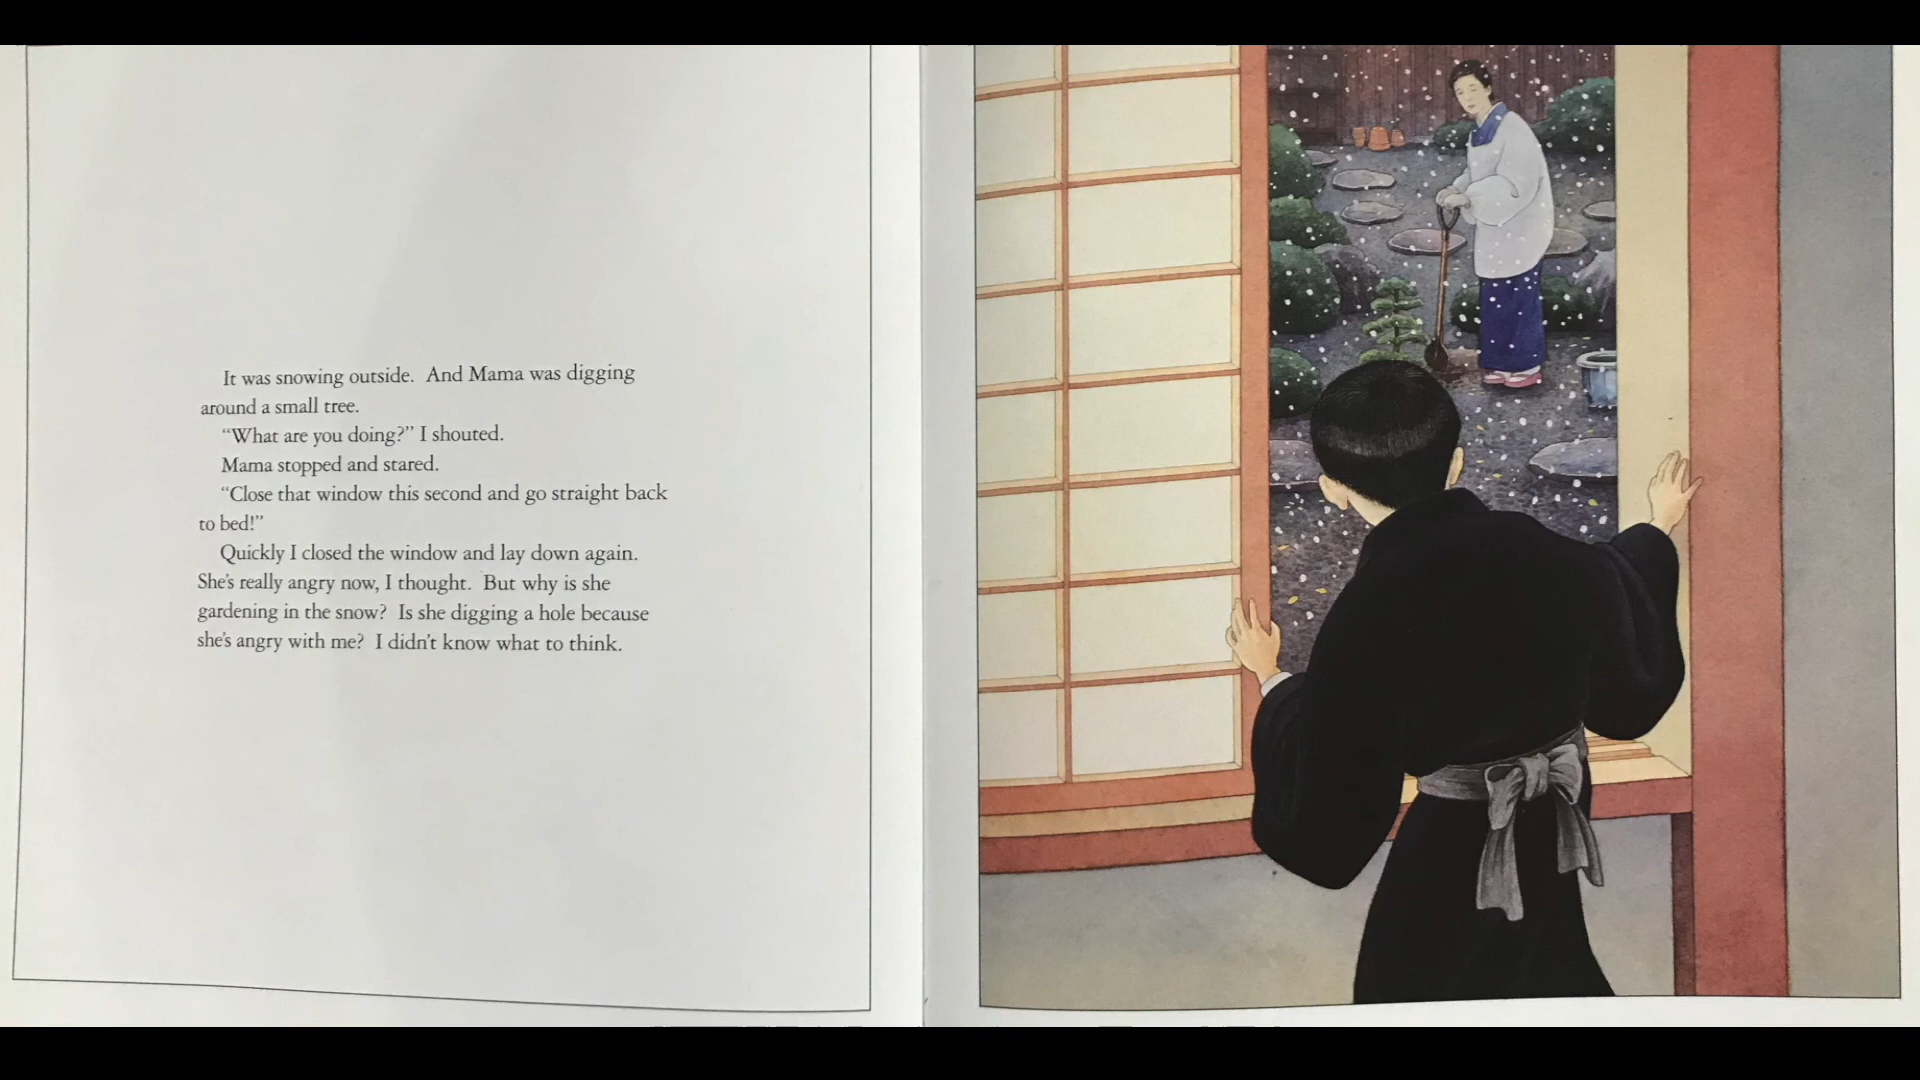 It was snowing outside. And Mama was digging
around a small tree.
“What are you doing?” I shouted.
Mama stopped and stared.
“Close that window this second and go straight back
to bed!”
Quickly I closed the window and lay down again.
She’s really angry now, I thought. But why is she
gardening in the snow? Is she digging a hole because
she’s angry with me? I didn’t know what to think.